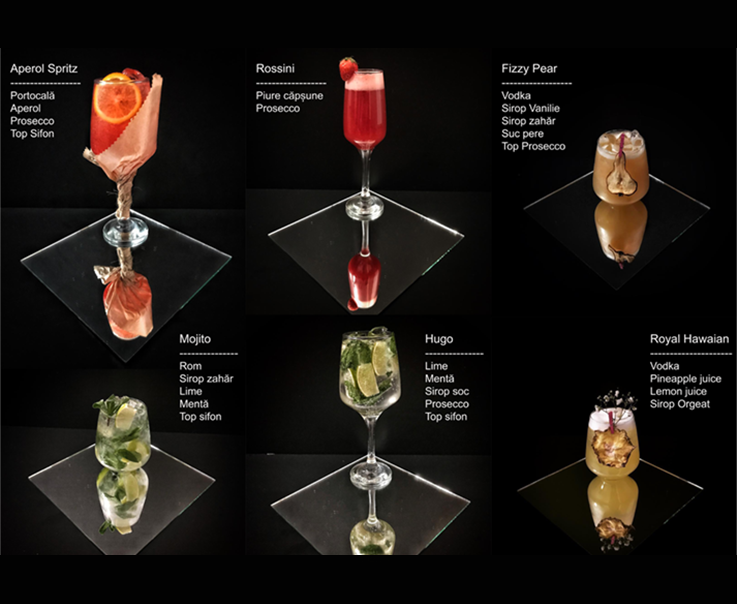 Aperol Spritz
------------------
Portocală
Aperol
Prosecco
Top Sifon
Rossini
------------------
Piure căpșune
Prosecco
Fizzy Pear
------------------
Vodka
Sirop Vanilie
Sirop zahăr
Suc pere
Top Prosecco
Mojito
---------------
Rom
Sirop zahăr
Lime
Mentă
Top sifon
Hugo
---------------
Lime
Mentă
Sirop soc
Prosecco
Top sifon
Royal Hawaian
---------------------
Vodka
Pineapple juice
Lemon juice
Sirop Orgeat